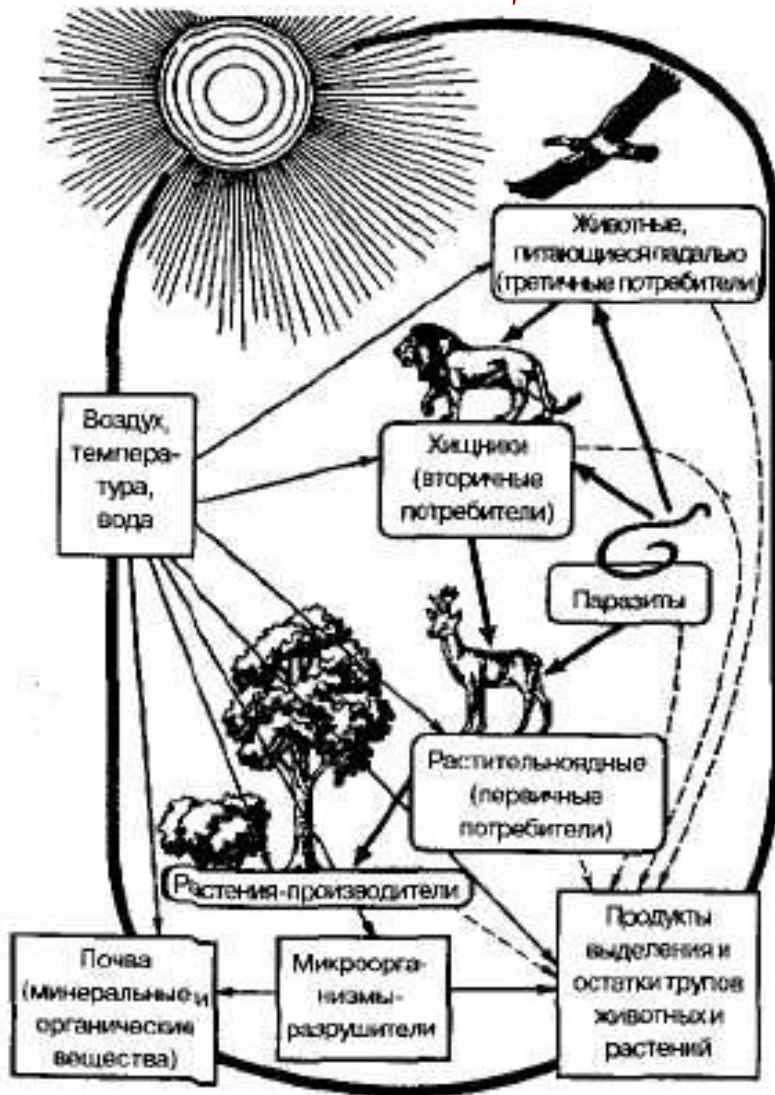 Животные,
питающиеся падалью
(третичные потребители)
Воздух,
темпера-
тура,
вода
Хищники
(вторичные
потребители)
Паразиты
Растительноядные
(первичные
потребители)
Растения-производители
Почва
(минеральные и
органические
вещества)
Микроорга-
низмы-
разрушители
Продукты
выделения и
остатки трупов
животных и
растений